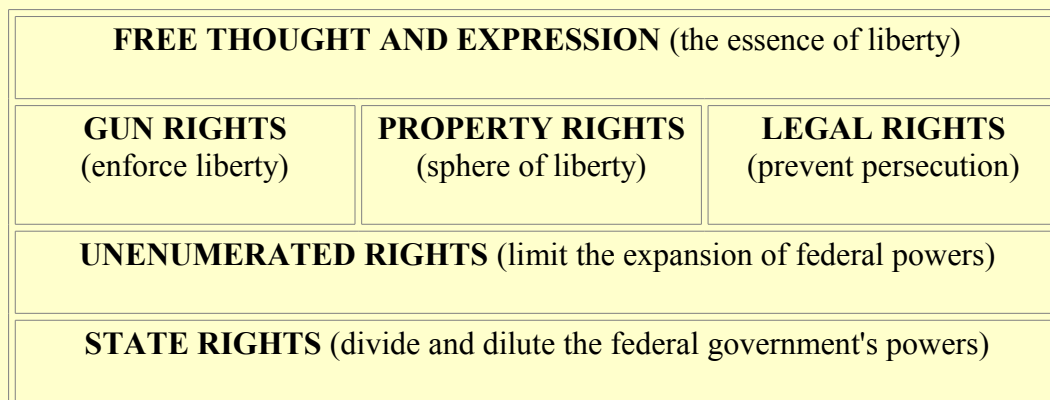 FREE THOUGHT AND EXPRESSION (the essence of liberty)
GUN RIGHTS
(enforce liberty)
PROPERTY RIGHTS
(sphere of liberty)
LEGAL RIGHTS
(prevent persecution)
UNENUMERATED RIGHTS (limit the expansion of federal powers)
STATE RIGHTS (divide and dilute the federal government's powers)